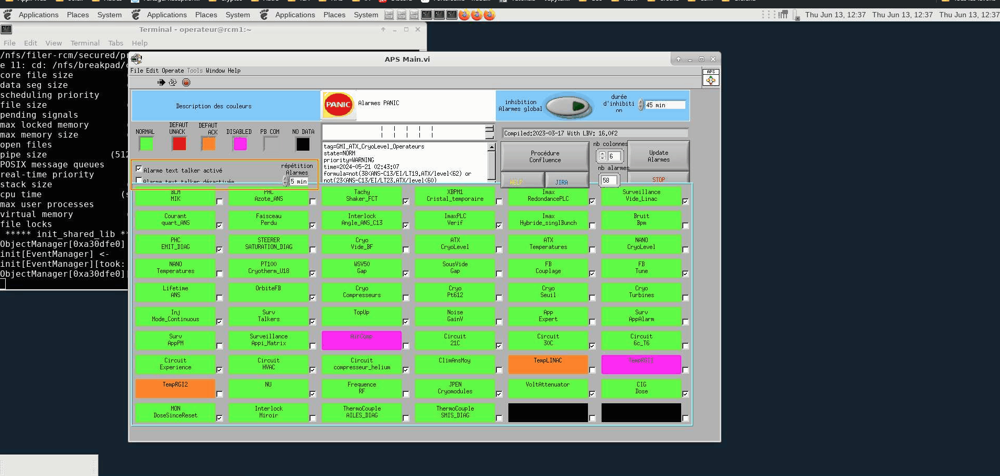 Applications Places System Applications Places System Applications Places System Thu Jun 13, 12:37 Thu Jun 13, 12:37 Thu Jun 13, 12:37
Terminal - operateur@rcm1:~
File Edit View Terminal Tabs Help
/nfs/filer-rcm/secured/pr
e 11: cd: /nfs/breakpad/
core file size
data seg size
scheduling priority
file size
pending signals
max locked memory
max memory size
open files
pipe size (512
POSIX message queues
real-time priority
stack size
cpu time (s
max user processes
virtual memory
file locks
***** init_shared_lib **
ObjectManager[0xa30dfe0]
init[EventManager] <-
init[EventManager][took:
ObjectManager[0xa30dfe0]
APS Main.vi
File Edit Operate Tools Window Help
APS
Description des couleurs
PANIC
Alarmes PANIC
inhibition
Alarmes global
durée
d'inhibiti
on
45 min
NORMAL
DEFAUT
UNACK
DEFAUT
ACK
DISABLED
PB COM
NO DATA
Alarme text talker activé
Alarme text talker désactivée
répétition
Alarmes
5 min
tag=GMI_ATX_CryoLevel_Operateurs
state=NORM
priority=WARNING
time=2024-05-21 02:43:07
formula=not(38<ANS-C13/EI/LT19.ATX/level<62) or
not(23<ANS-C13/EI/LT23.ATX/level<60)
Compiled:2023-03-17 With LBV: 16.0f2
Procédure
Confluence
HELP
JIRA
nb colonnes
6
nb alarmes
58
Update
Alarmes
STOP
BLM
MIK
PHC
Azote_ANS
Tachy
Shaker_FCT
XBPM1
Cristal_temporaire
Imax
RedondancePLC
Surveillance
Vide_Linac
Courant
quart_ANS
Faisceau
Perdu
Interlock
Angle_ANS_C13
ImaxPLC
Verif
Imax
Hybride_singlBunch
Bruit
Bpm
PHC
EMIT_DIAG
STEERER
SATURATION_DIAG
Cryo
Vide_BF
ATX
CryoLevel
ATX
Temperatures
NANO
CryoLevel
NANO
Temperatures
PT100
Cryotherm_U18
WSV50
Gap
SousVide
Gap
FB
Couplage
FB
Tune
Lifetime
ANS
OrbiteFB
Cryo
Compresseurs
Cryo
Pt612
Cryo
Seuil
Cryo
Turbines
Inj
Mode_Continuous
Surv
Talkers
TopUp
Noise
GainV
App
Expert
Surv
AppAlarm
Surv
AppPM
Surveillance
Appi_Matrix
Circuit
21C
Circuit
30C
Circuit
6c_T6
Circuit
Experience
Circuit
HVAC
Circuit
compresseur_helium
ClimAnsMoy
TempLINAC
TempRGI2
NU
Frequence
RF
JPEN
Cryomodules
VoltAttenuator
CIG
Dose
MON
DoseSinceReset
Interlock
Miroir
ThermoCouple
AILES_DIAG
ThermoCouple
SMIS_DIAG